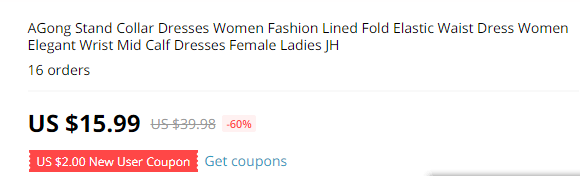 AGong Stand Collar Dresses Women Fashion Lined Fold Elastic Waist Dress Women
Elegant Wrist Mid Calf Dresses Female Ladies JH
16 orders
US $15.99 US $39.98 -60%
US $2.00 New User Coupon Get coupons